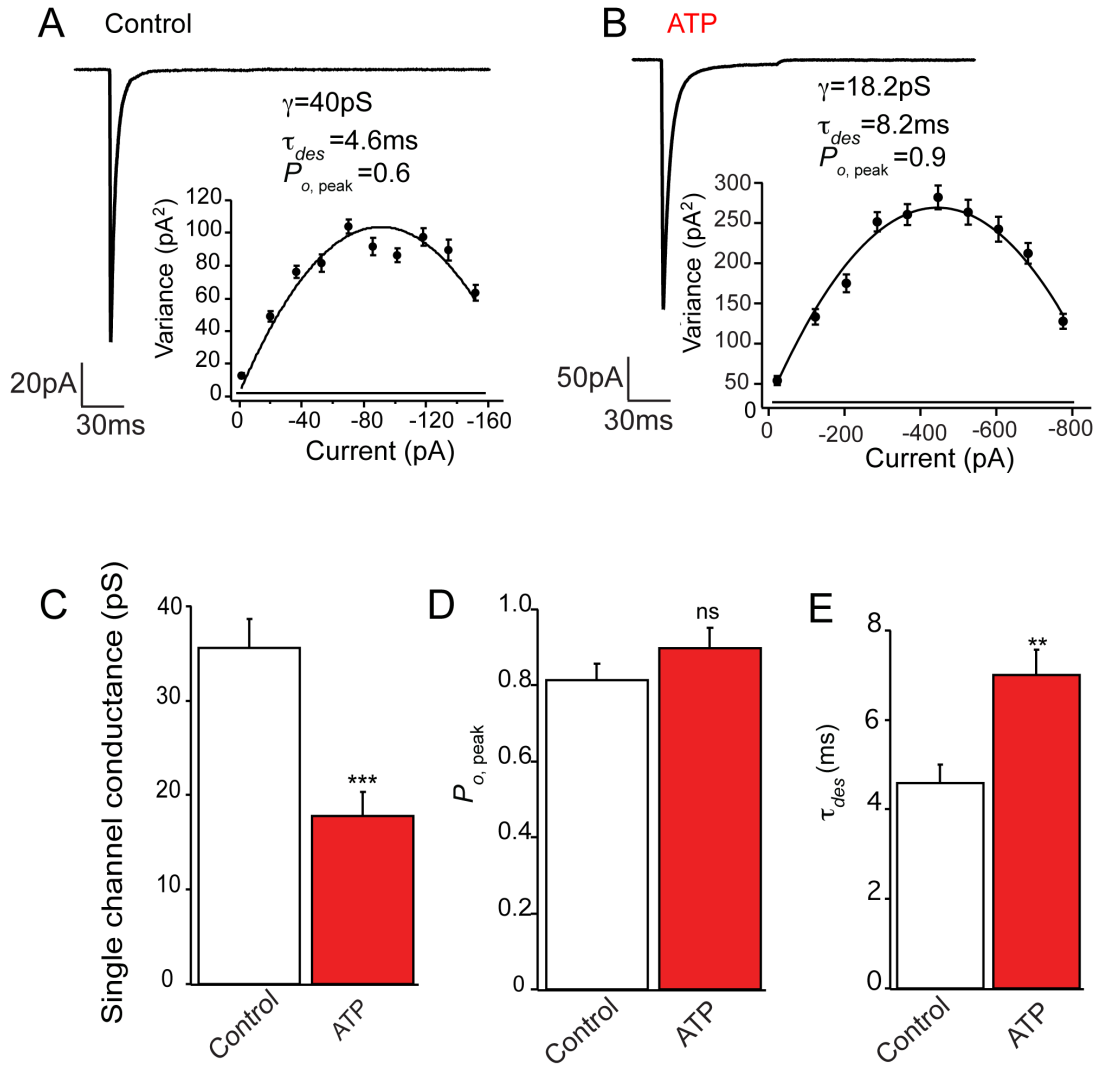 A Control
γ=40pS
τdes=4.6ms
Po, peak=0.6
Variance (pA²)
120
100
80
60
40
20
0
0 -40 -80 -120 -160
Current (pA)
20pA
30ms
B ATP
γ=18.2pS
τdes=8.2ms
Po, peak=0.9
Variance (pA²)
300
250
200
150
100
50
0
0 -200 -400 -600 -800
Current (pA)
50pA
30ms
C
Single channel conductance (pS)
40
30
20
10
0
***
Control ATP
D
Po, peak
1.0
0.8
0.6
0.4
0.2
0
ns
Control ATP
E
τdes (ms)
8
6
4
2
0
**
Control ATP